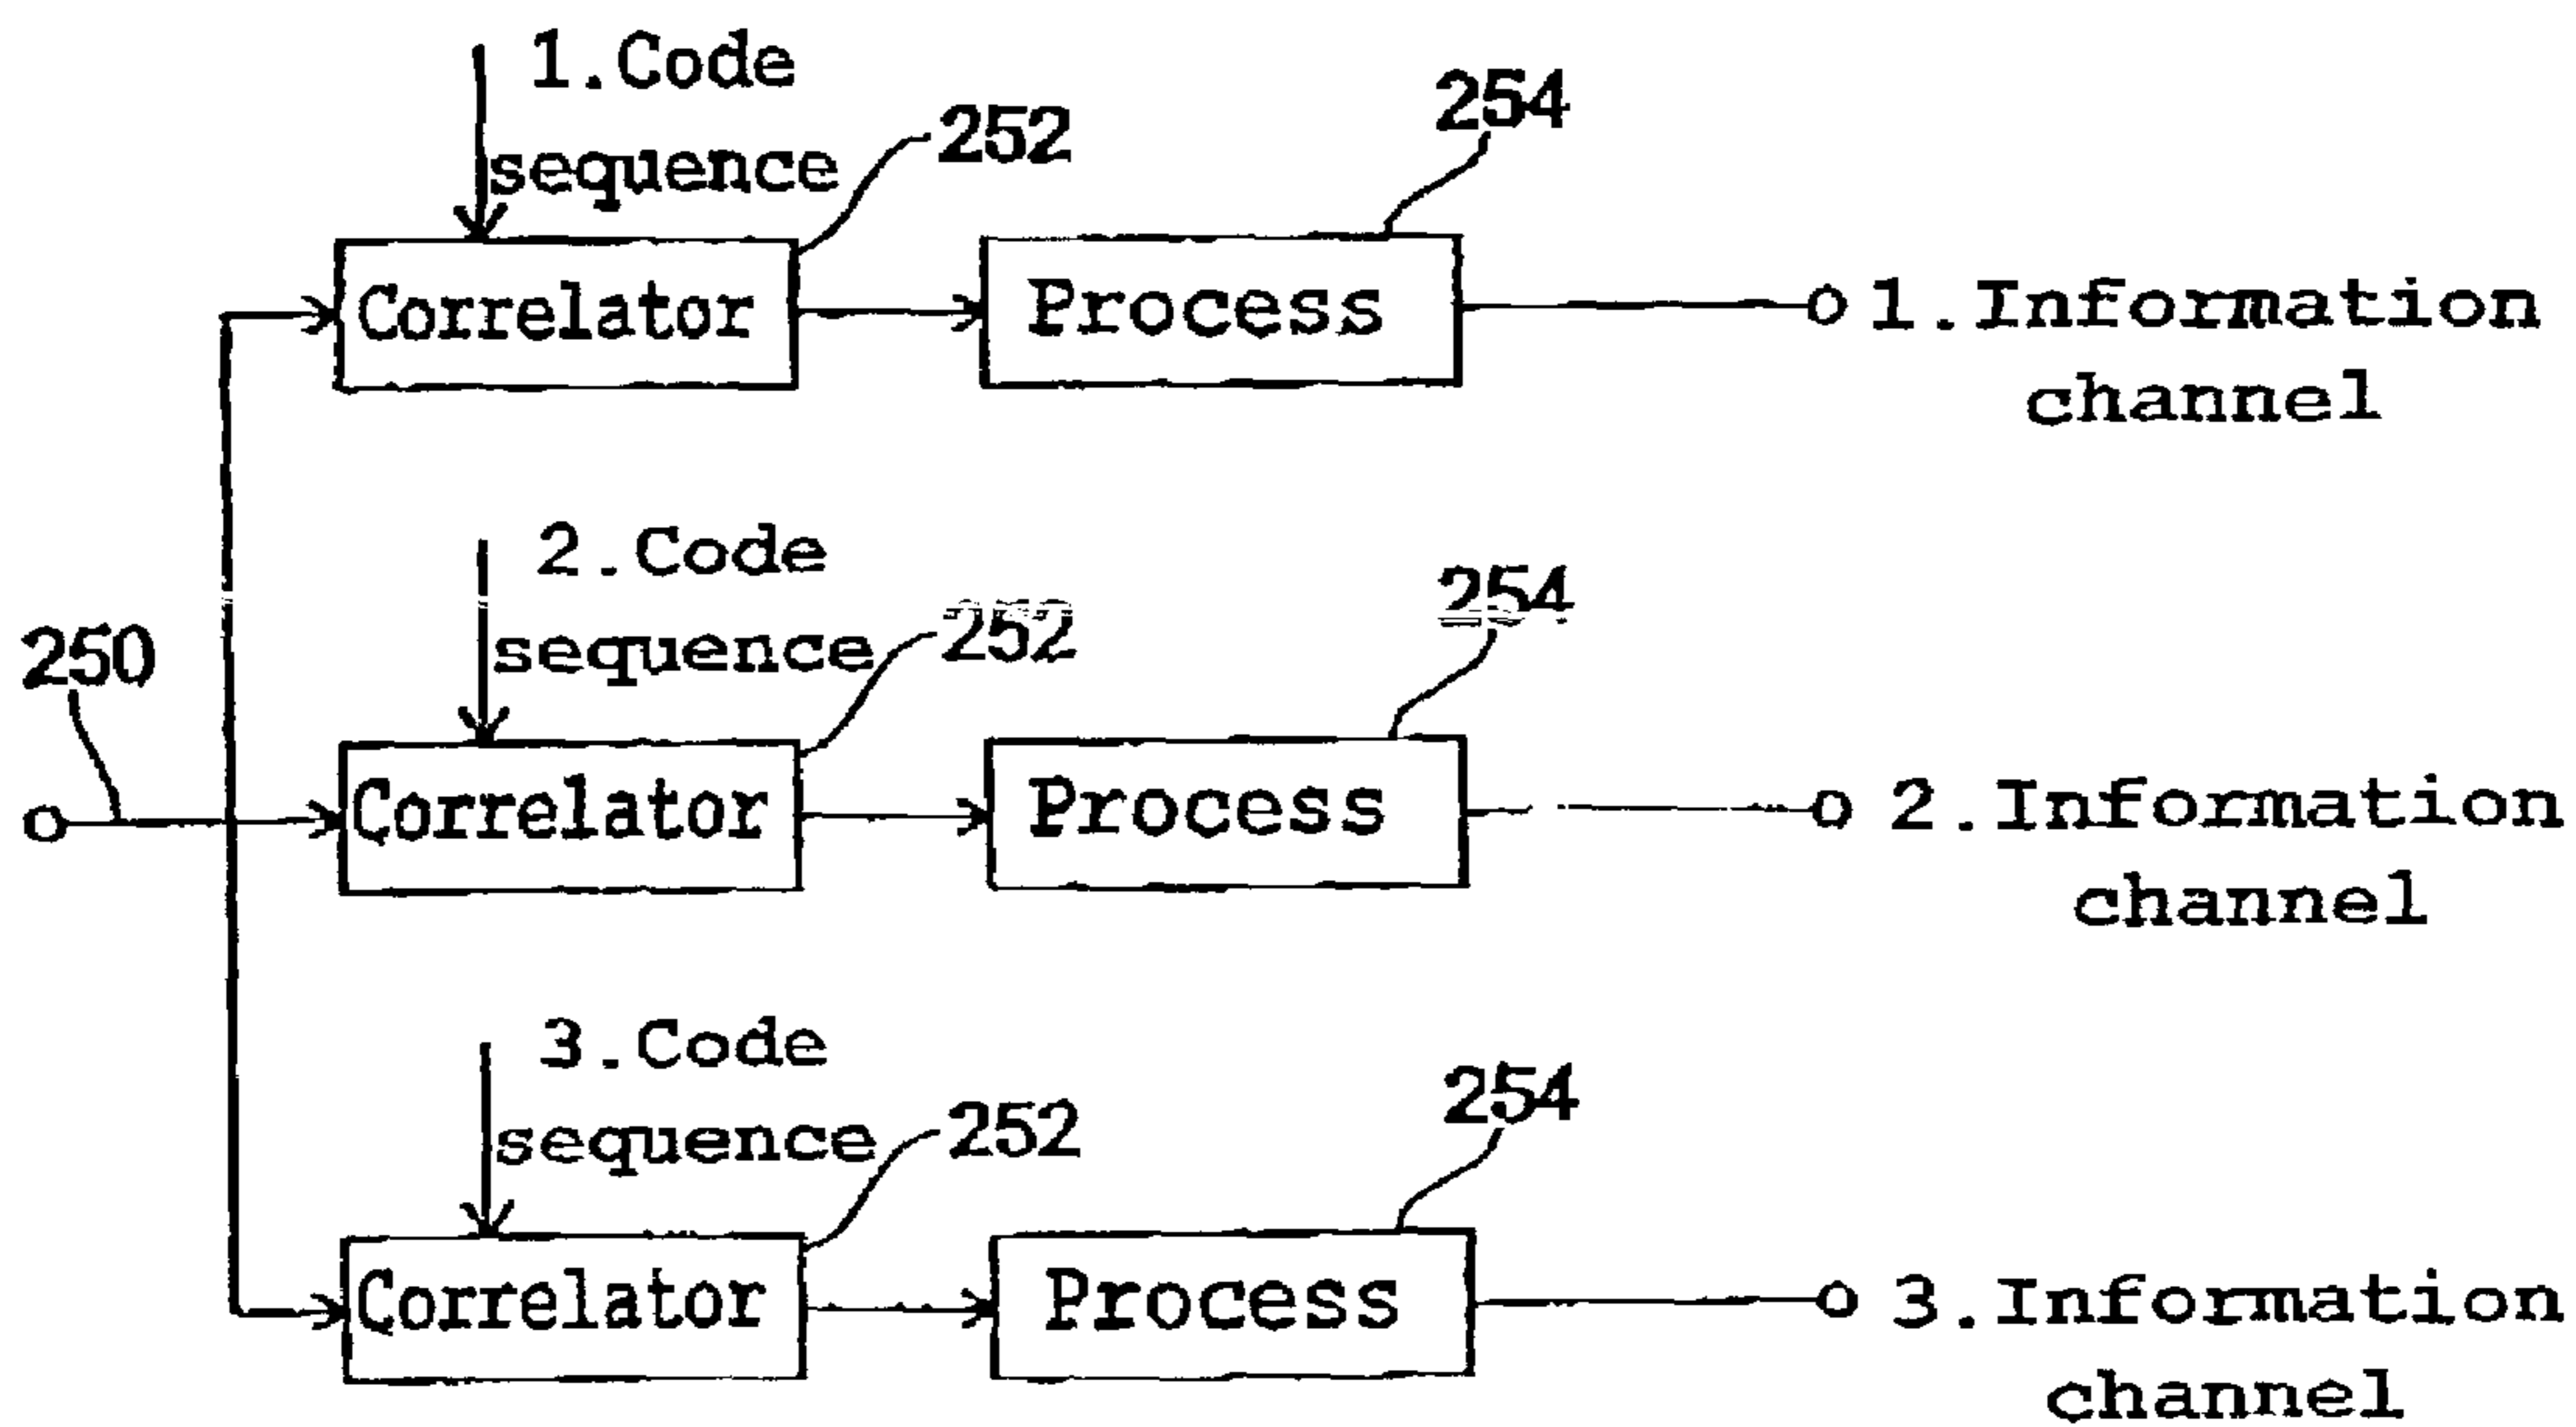 1.Code
sequence
252
254
Correlator
Process
1.Information
channel
2.Code
sequence
252
254
250
Correlator
Process
2.Information
channel
3.Code
sequence
252
254
Correlator
Process
3.Information
channel